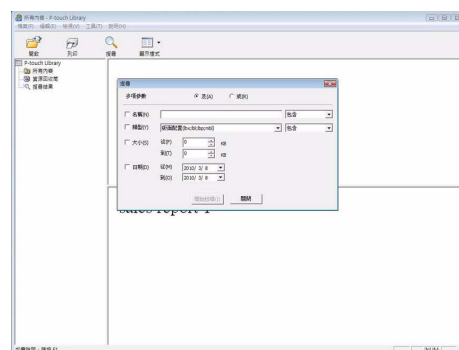 所有內容 - P-touch Library
檔案(F) 編輯(E) 檢視(V) 工具(T) 說明(H)
開啟 列印 搜尋 顯示樣式
P-touch Library
所有內容
資源回收筒
搜尋結果
搜尋
多項參數 及(A) 或(R)
名稱(N) 包含
類型(Y) 版面配置(lbx;lbl;lbp;mbl) 包含
大小(S) 從(F) 0 KB
到(T) 0 KB
日期(D) 從(M) 2010/ 3/ 8
到(O) 2010/ 3/ 8
開始搜尋(I) 關閉
sales report 1